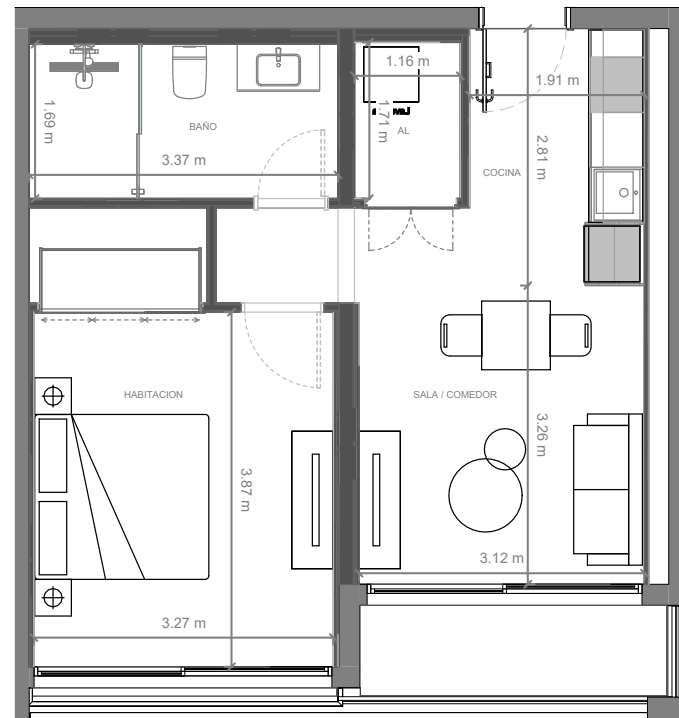 1.16 m
1.91 m
1.69 m
BAÑO
1.71 m
AL
3.37 m
COCINA
2.81 m
HABITACION
SALA / COMEDOR
3.26 m
3.87 m
3.12 m
3.27 m